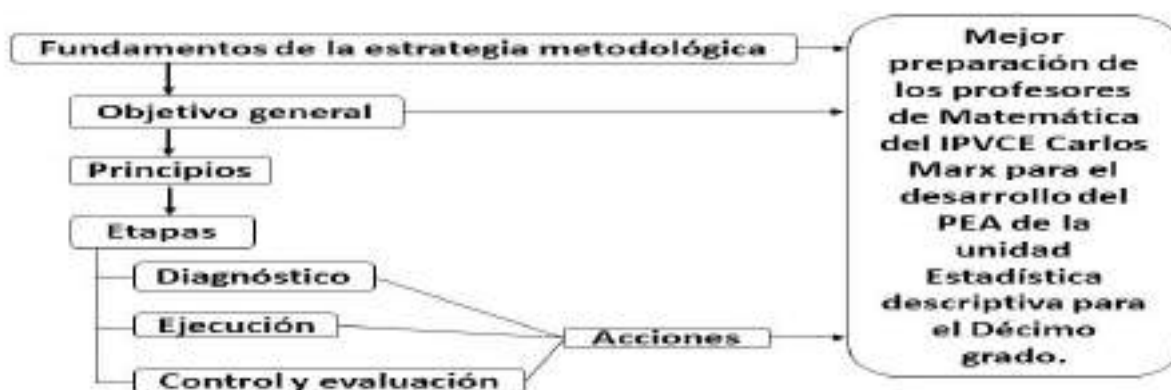 Fundamentos de la estrategia metodológica
Objetivo general
Principios
Etapas
Diagnóstico
Ejecución
Control y evaluación
Acciones
Mejor
preparación de
los profesores
de Matemática
del IPVCE Carlos
Marx para el
desarrollo del
PEA de la
unidad
Estadística
descriptiva para
el Décimo
grado.